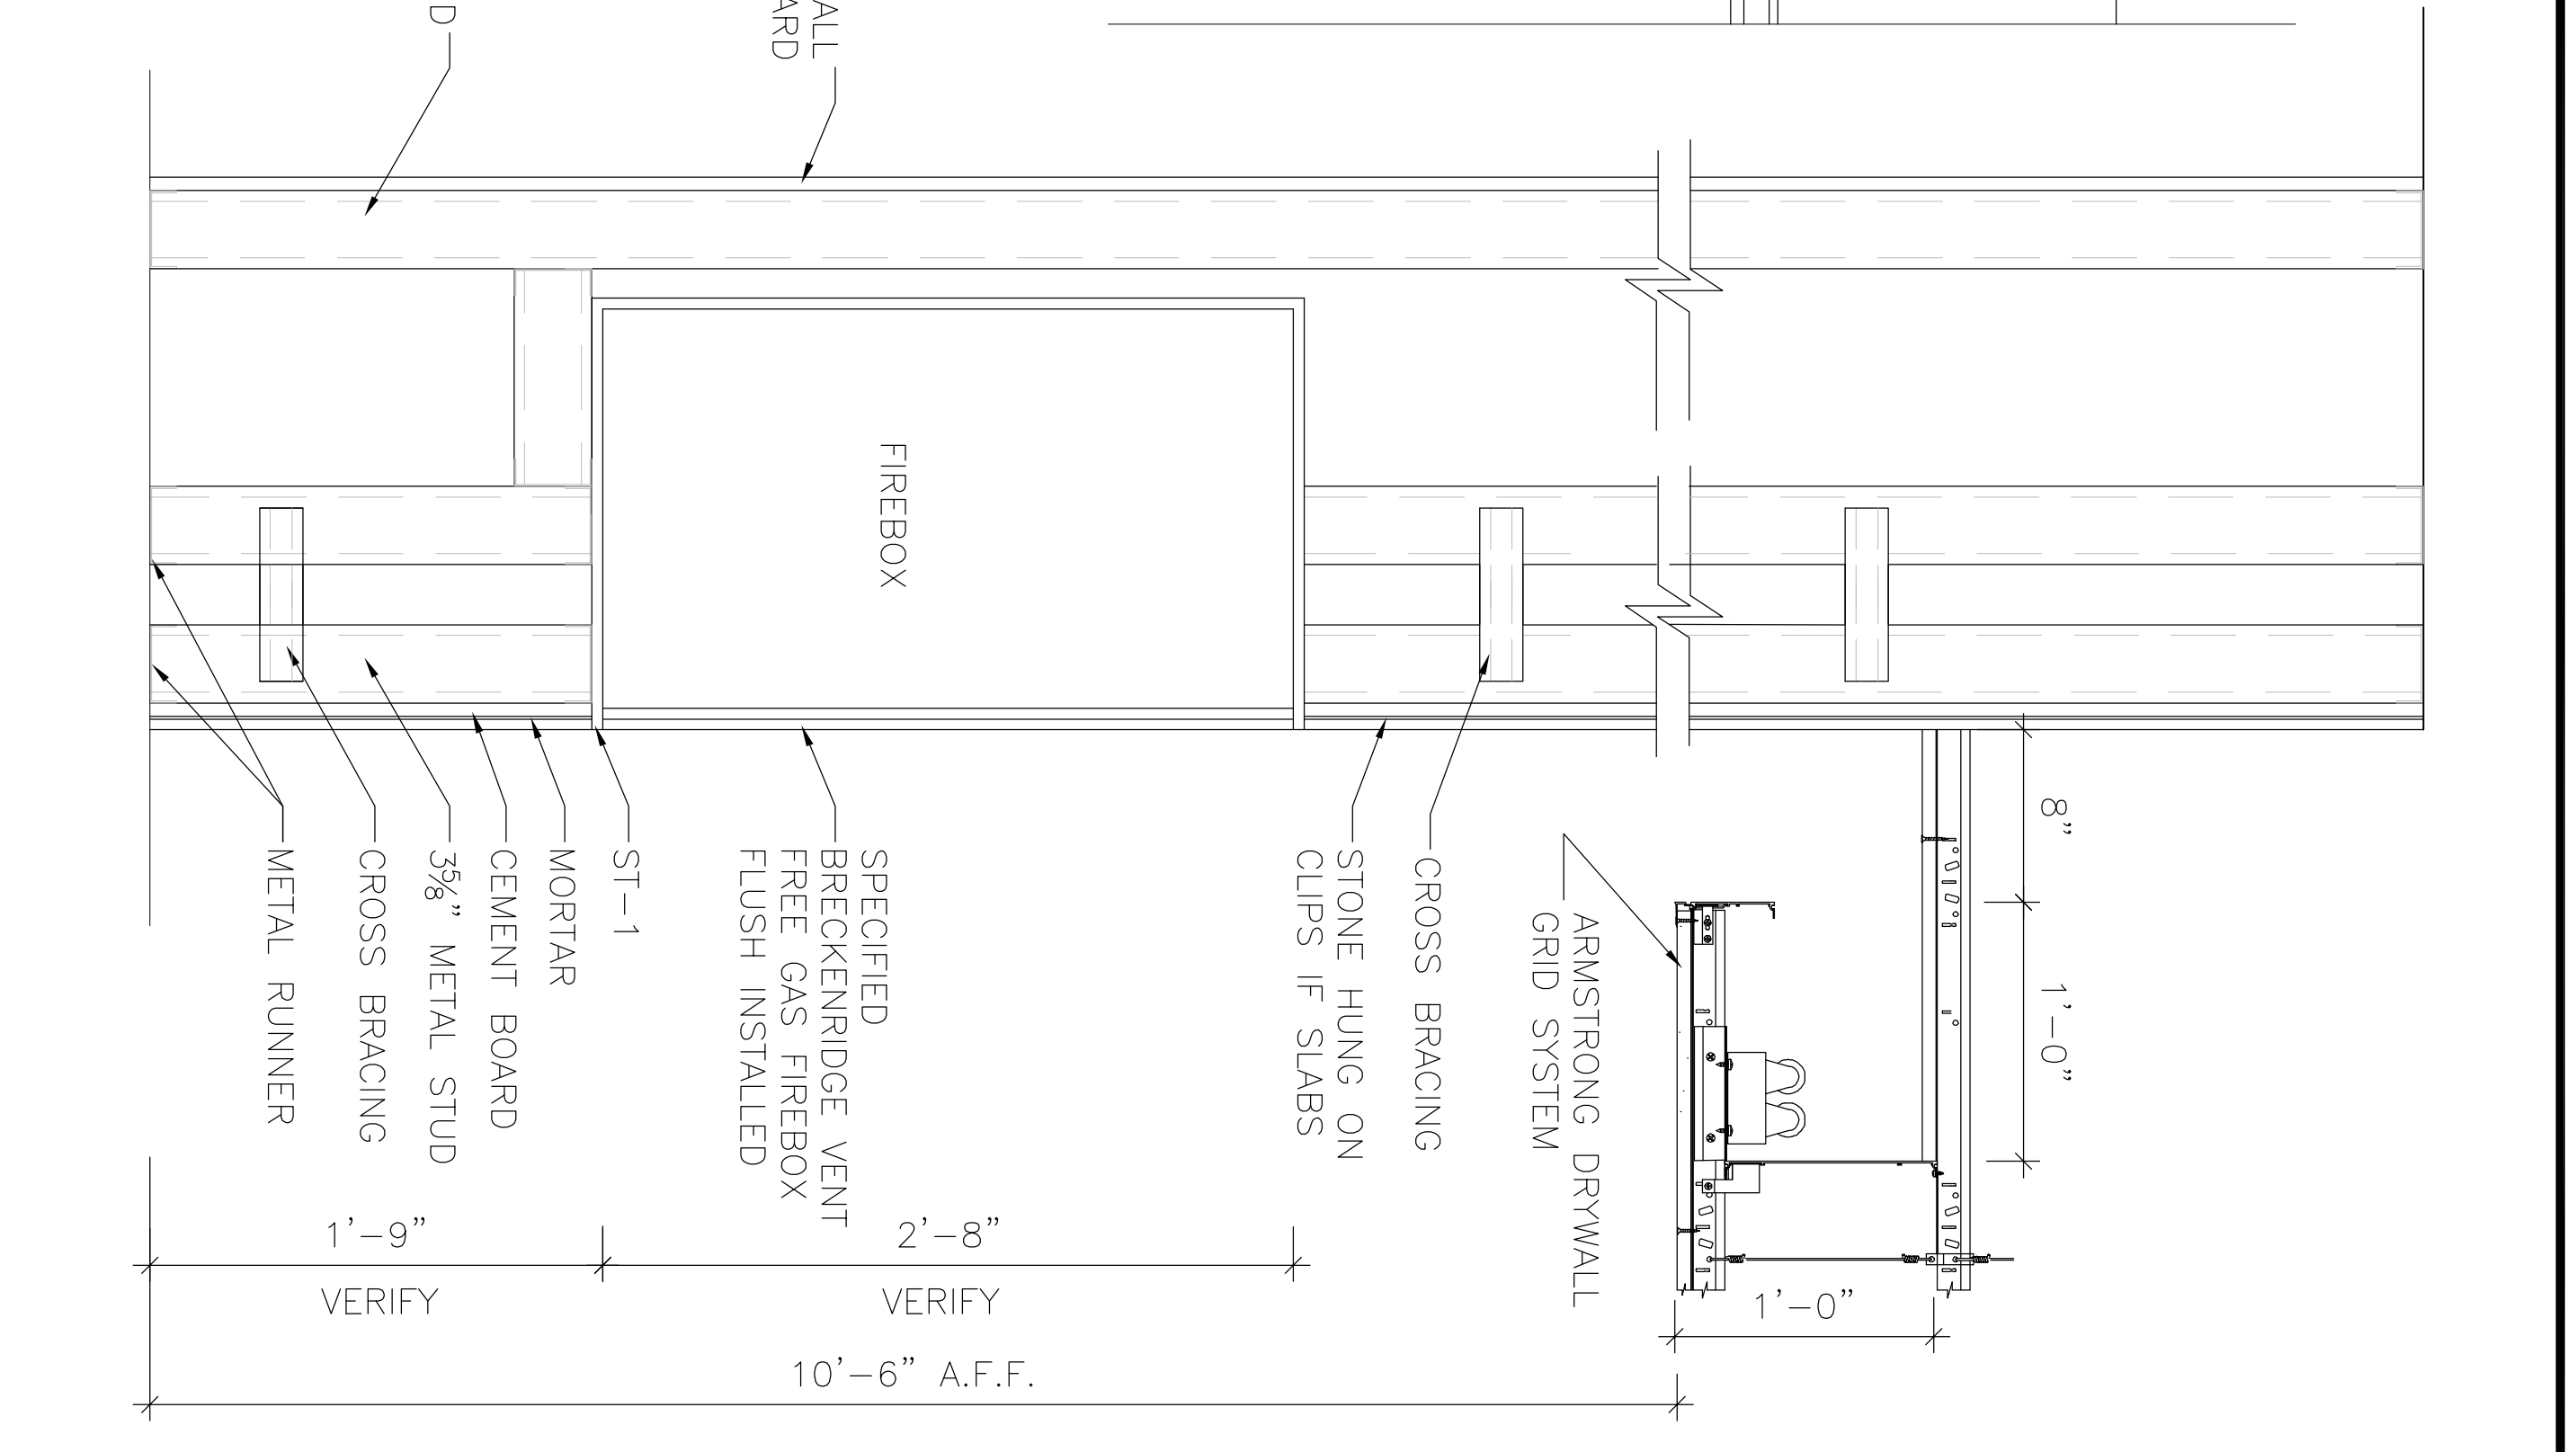 D
ALL
ARD
FIREBOX
8"
1'-0"
ARMSTRONG DRYWALL
GRID SYSTEM
CROSS BRACING
STONE HUNG ON
CLIPS IF SLABS
SPECIFIED
BRECKENRIDGE VENT
FREE GAS FIREBOX
FLUSH INSTALLED
ST-1
MORTAR
CEMENT BOARD
3⅝" METAL STUD
CROSS BRACING
METAL RUNNER
1'-9"
VERIFY
2'-8"
VERIFY
1'-0"
10'-6" A.F.F.